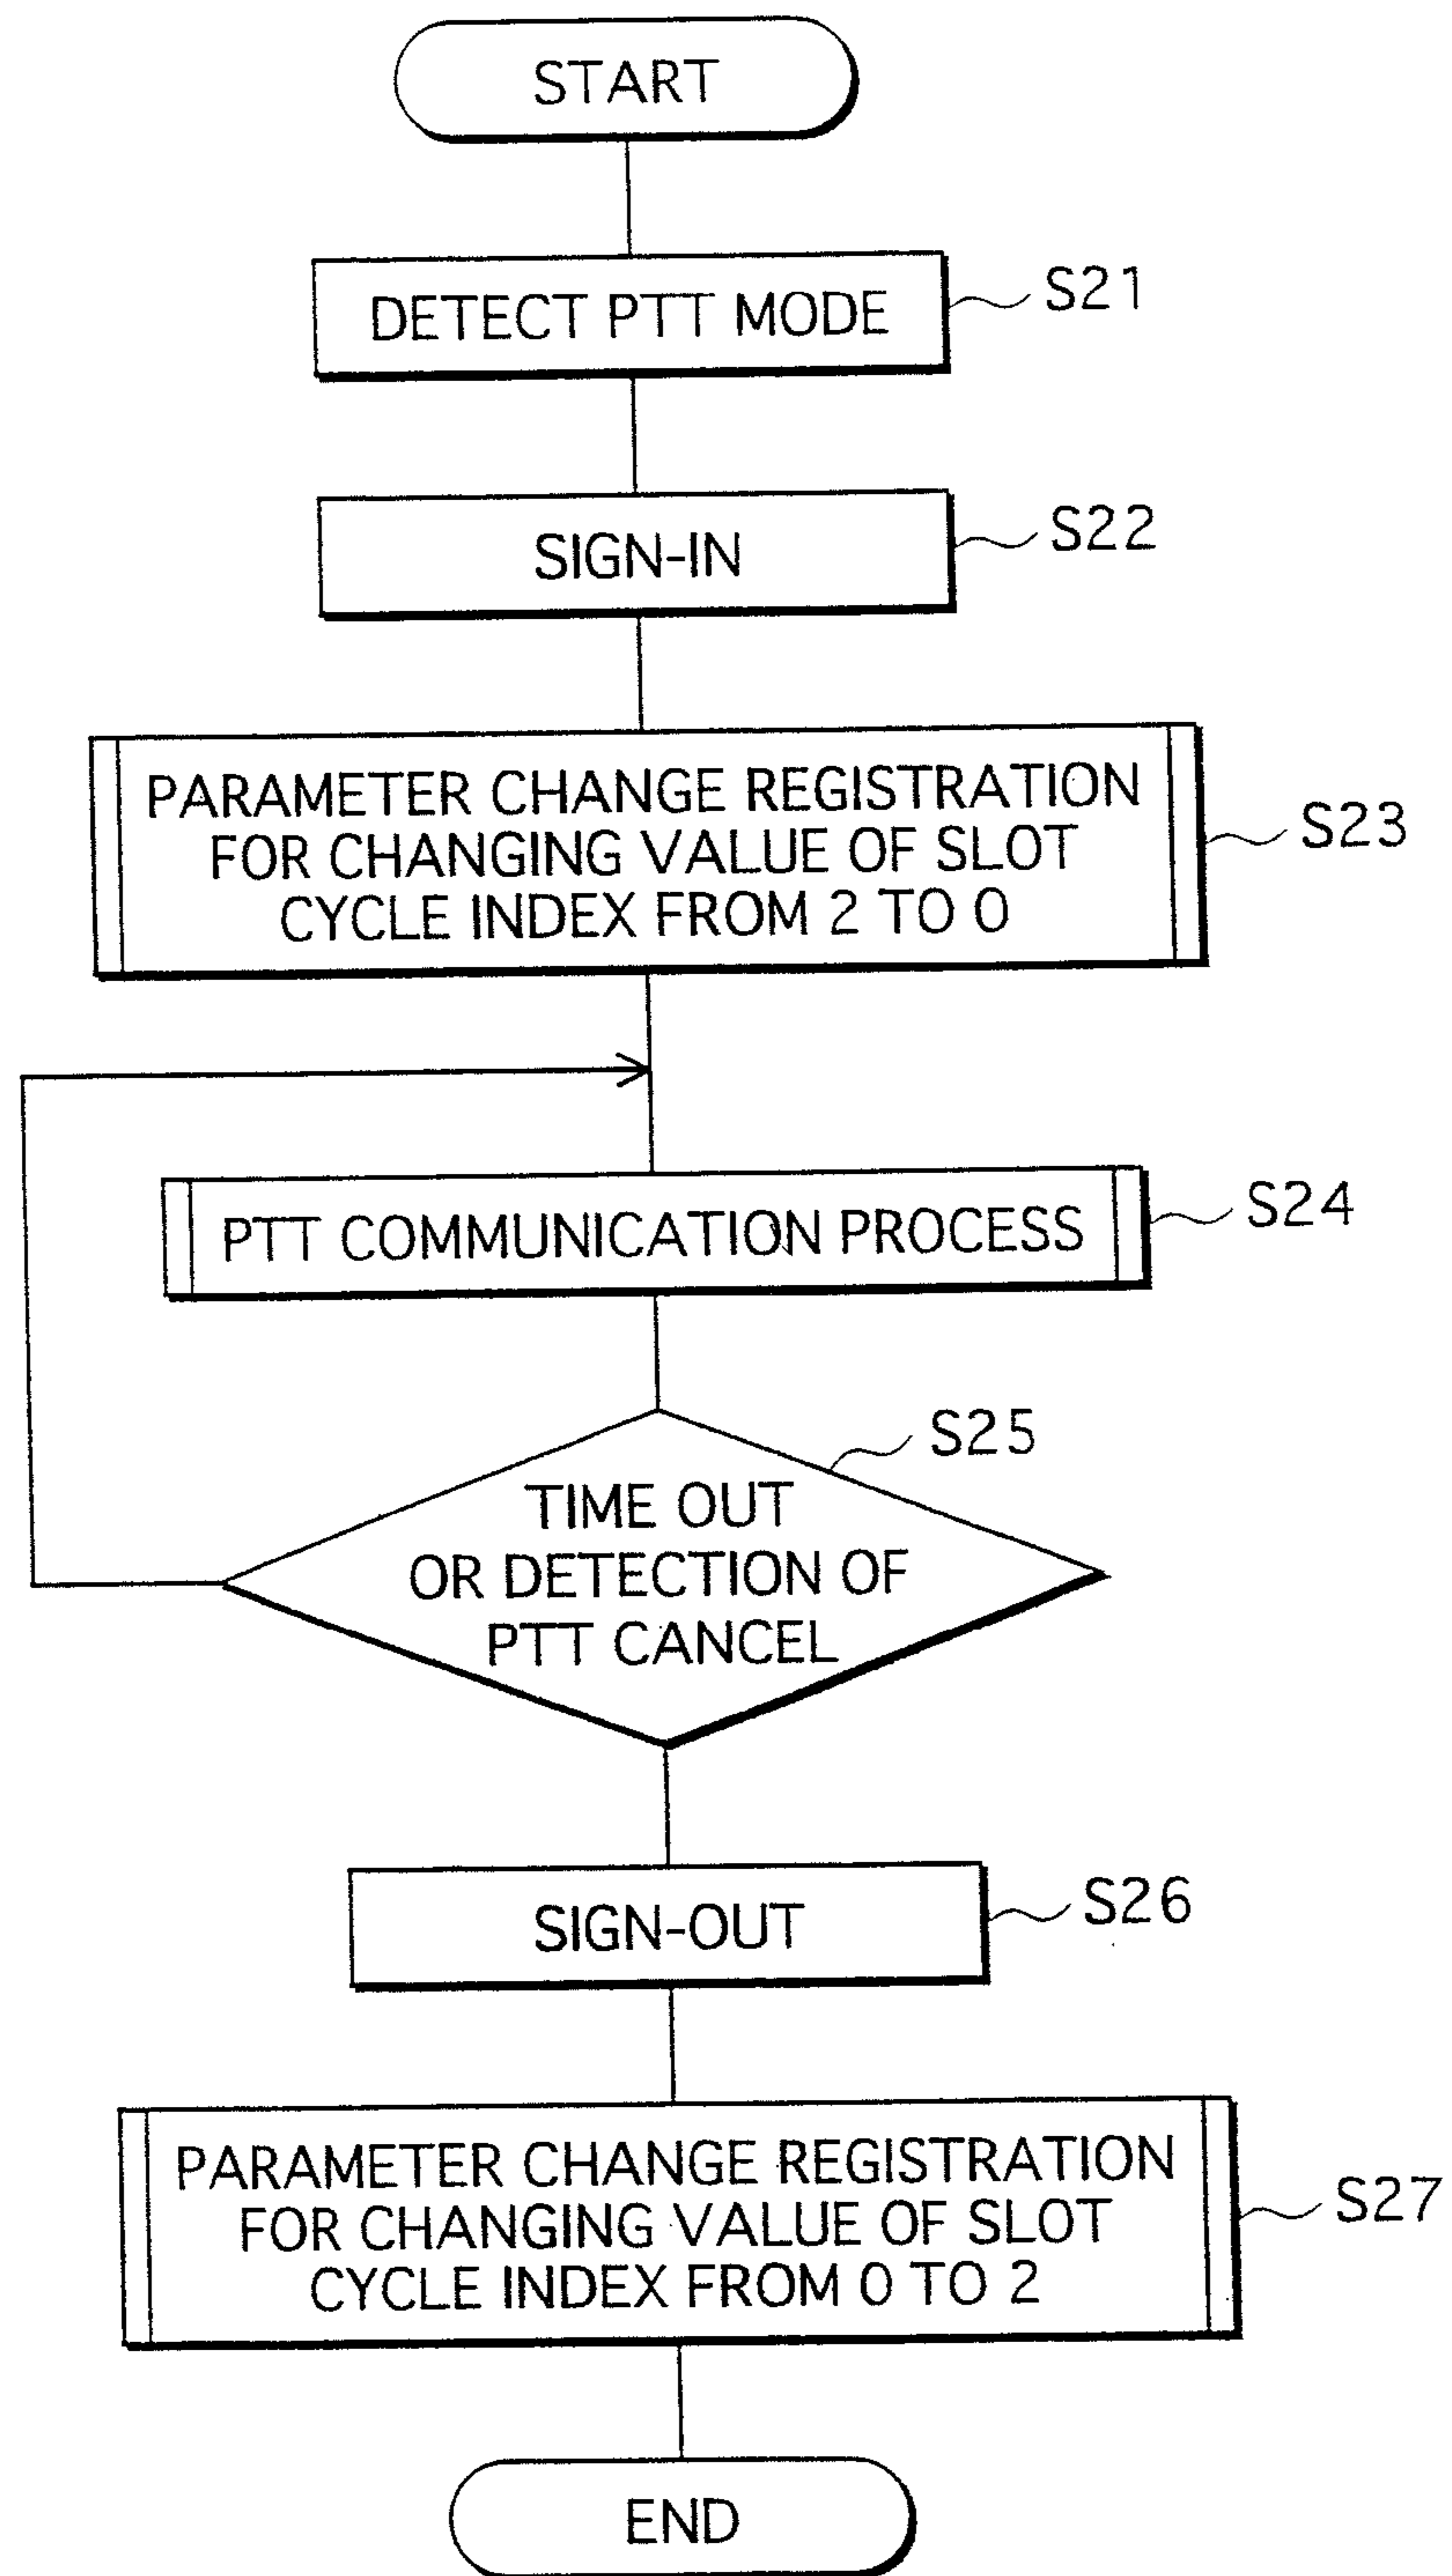 START
DETECT PTT MODE
S21
SIGN-IN
S22
PARAMETER CHANGE REGISTRATION
FOR CHANGING VALUE OF SLOT
CYCLE INDEX FROM 2 TO 0
S23
PTT COMMUNICATION PROCESS
S24
S25
TIME OUT
OR DETECTION OF
PTT CANCEL
SIGN-OUT
S26
PARAMETER CHANGE REGISTRATION
FOR CHANGING VALUE OF SLOT
CYCLE INDEX FROM 0 TO 2
S27
END